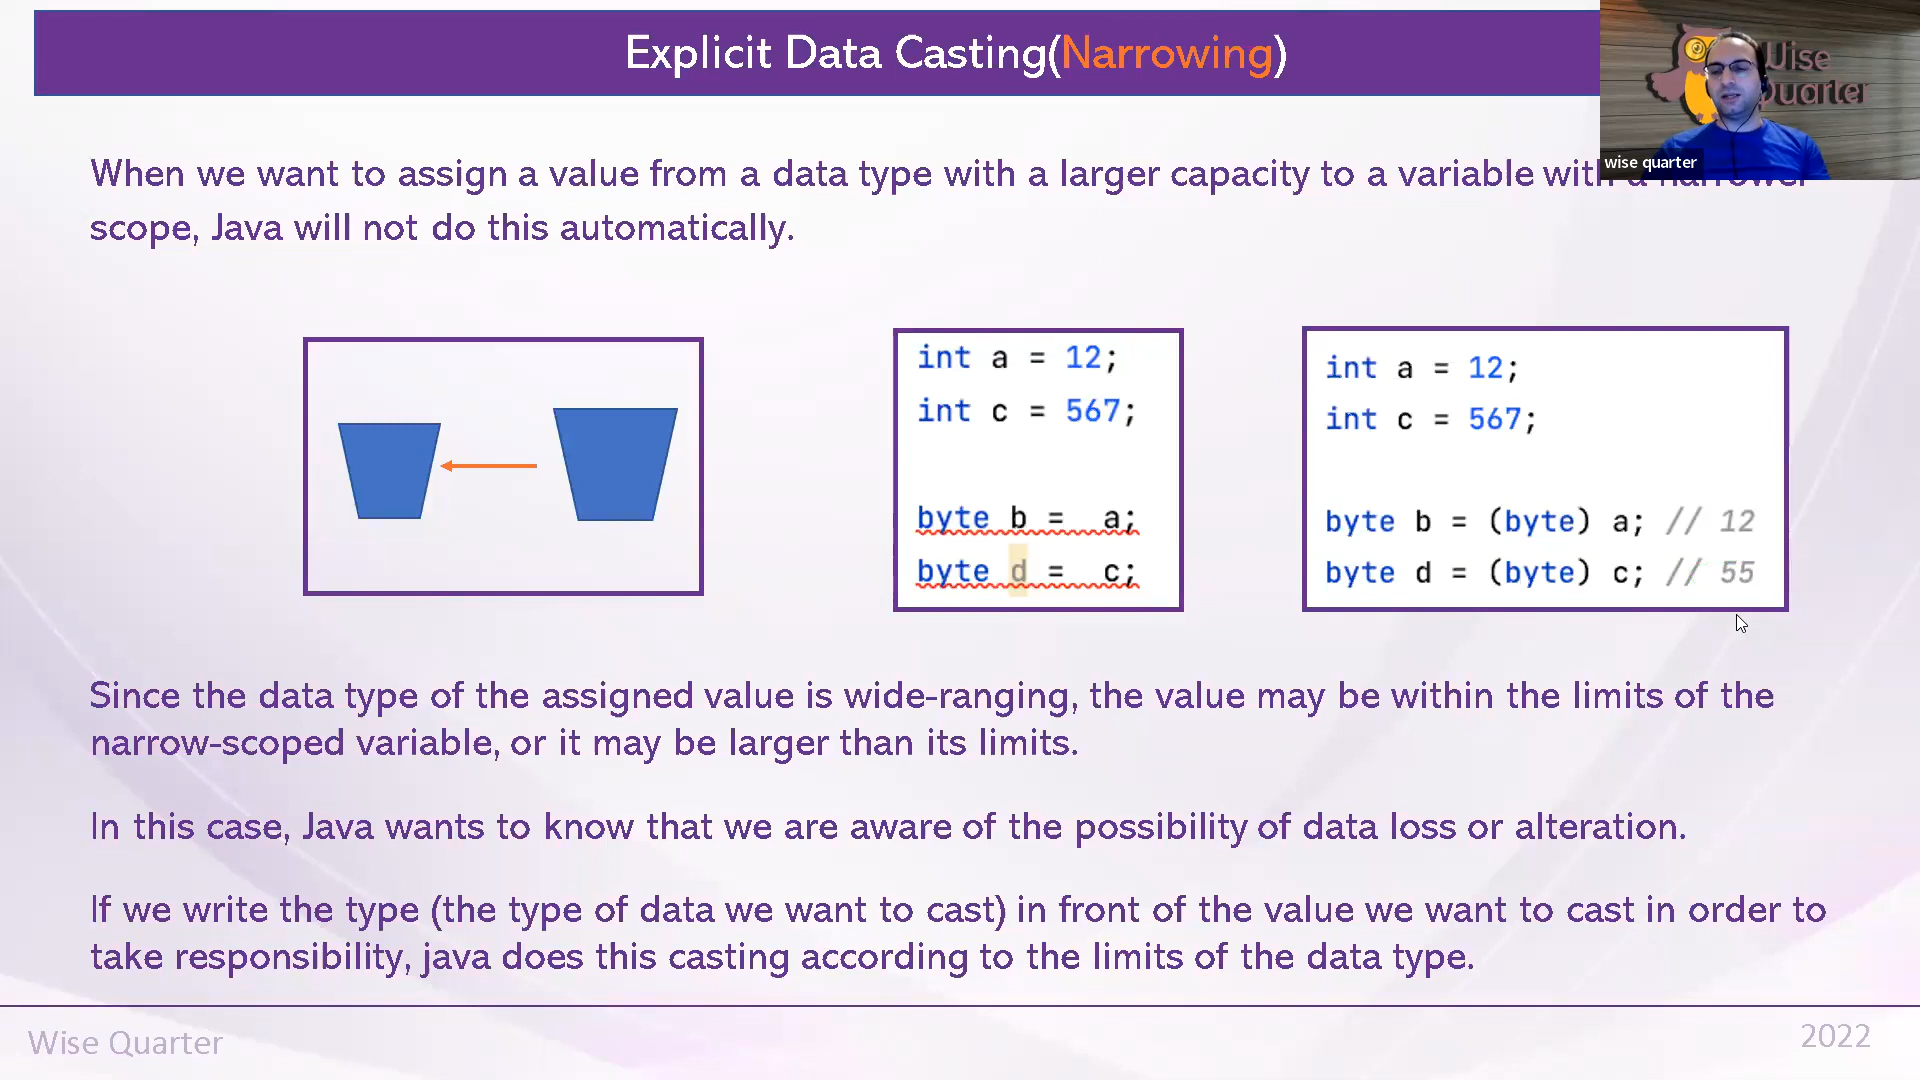 Explicit Data Casting(Narrowing)
Wise
Quarter
wise quarter
When we want to assign a value from a data type with a larger capacity to a variable with a narrower
scope, Java will not do this automatically.
int a = 12;
int c = 567;
byte b = a;
byte d = c;
int a = 12;
int c = 567;
byte b = (byte) a; // 12
byte d = (byte) c; // 55
Since the data type of the assigned value is wide-ranging, the value may be within the limits of the
narrow-scoped variable, or it may be larger than its limits.
In this case, Java wants to know that we are aware of the possibility of data loss or alteration.
If we write the type (the type of data we want to cast) in front of the value we want to cast in order to
take responsibility, java does this casting according to the limits of the data type.
Wise Quarter
2022